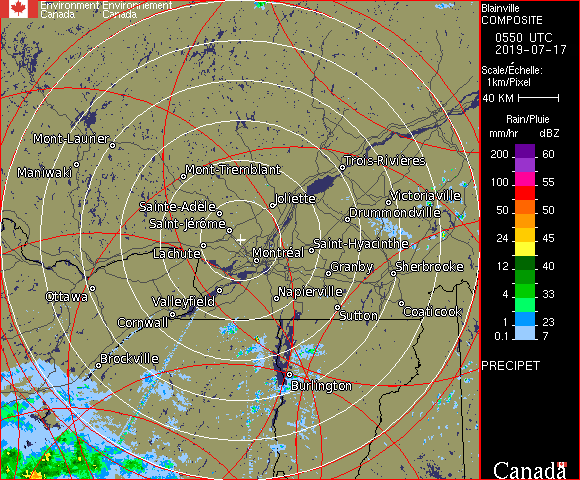 Environment Environnement
Canada Canada
Blainville
COMPOSITE
0550 UTC
2019-07-17
Scale/Échelle:
1km/Pixel
40 KM
Rain/Pluie
mm/hr dBZ
200 60
100 55
50 50
24 45
12 40
4 33
1 23
0.1 7
PRECIPET
Canada
Mont-Laurier
Maniwaki
Mont-Tremblant
Trois-Rivières
Joliette
Victoriaville
Sainte-Adèle
Drummondville
Saint-Jérôme
Saint-Hyacinthe
Lachute
Montréal
Granby
Sherbrooke
Ottawa
Valleyfield
Napierville
Cornwall
Sutton
Coaticook
Brockville
Burlington